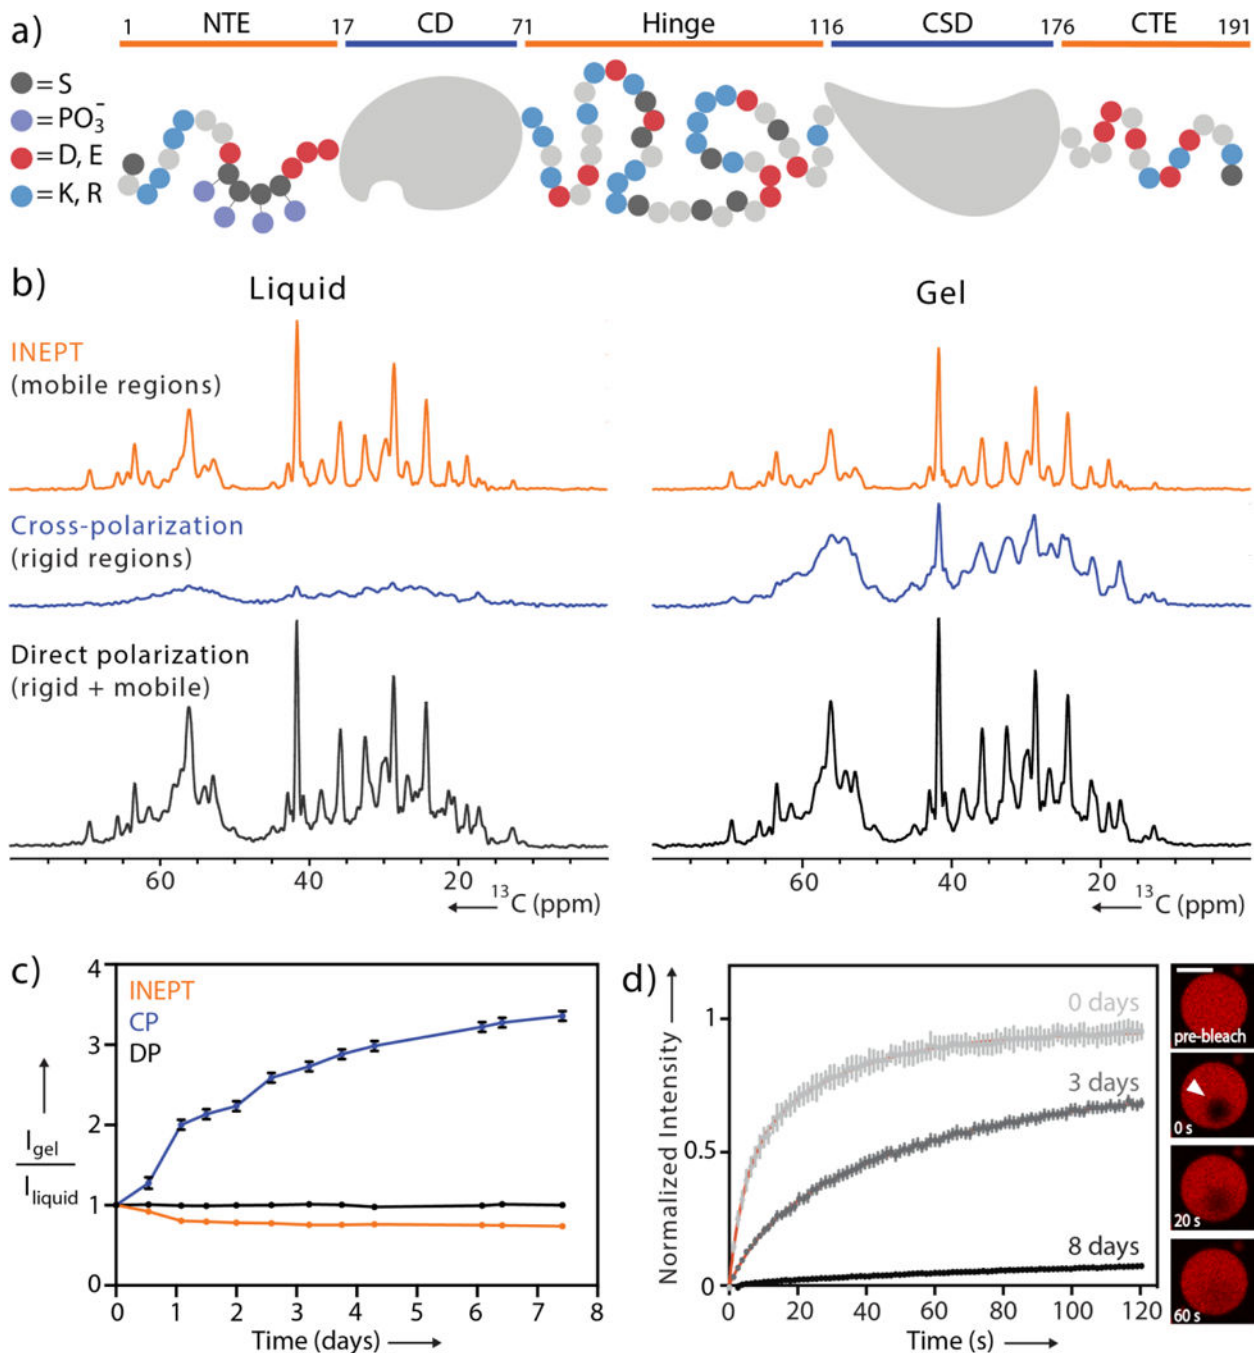 a)
1 NTE 17 CD 71 Hinge 116 CSD 176 CTE 191
= S
= PO₃⁻
= D, E
= K, R
b)
Liquid
Gel
INEPT
(mobile regions)
Cross-polarization
(rigid regions)
Direct polarization
(rigid + mobile)
60 40 20
¹³C (ppm)
60 40 20
¹³C (ppm)
c)
4
3
2
1
0
I gel
I liquid
INEPT
CP
DP
0 1 2 3 4 5 6 7 8
Time (days)
d)
Normalized Intensity
1
0.5
0
0 days
3 days
8 days
0 20 40 60 80 100 120
Time (s)
pre-bleach
0 s
20 s
60 s